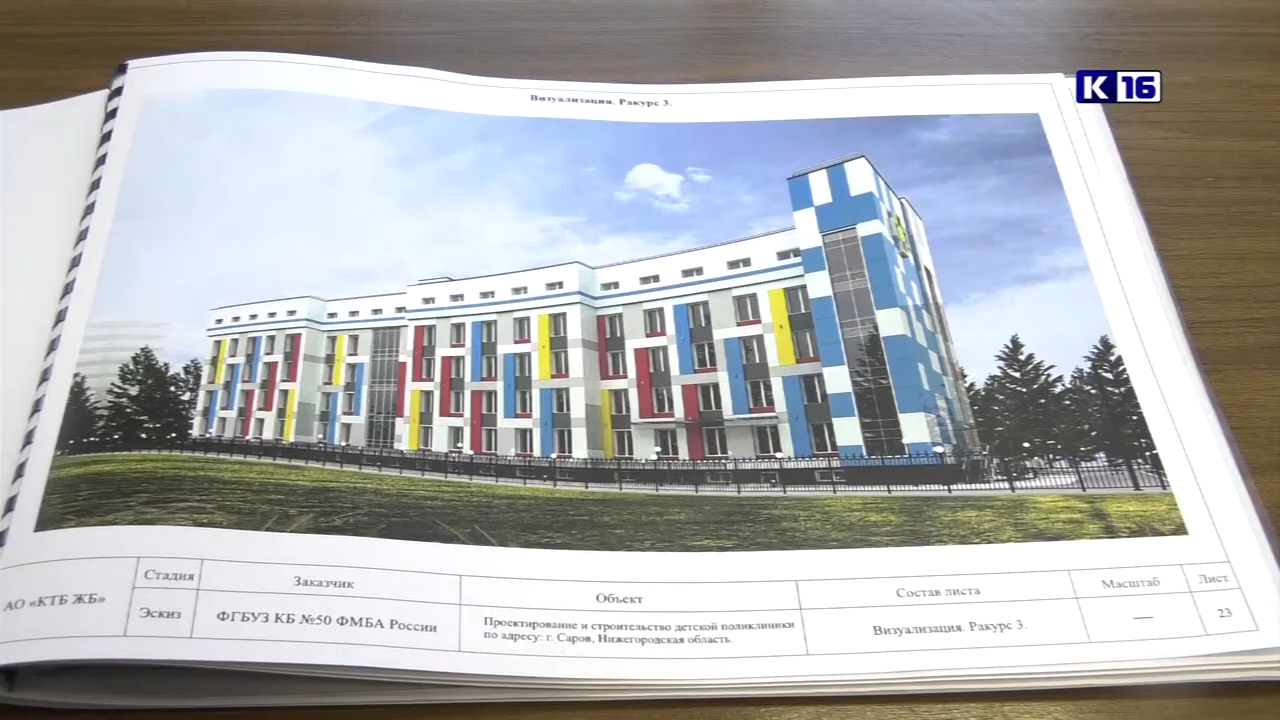 К 16
Визуализация. Ракурс 3.
АО «КТБ ЖБ»
Стадия
Заказчик
Объект
Состав листа
Масштаб
Лист
Эскиз
ФГБУЗ КБ №50 ФМБА России
Проектирование и строительство детской поликлиники
по адресу: г. Саров, Нижегородская область.
Визуализация. Ракурс 3.
—
23